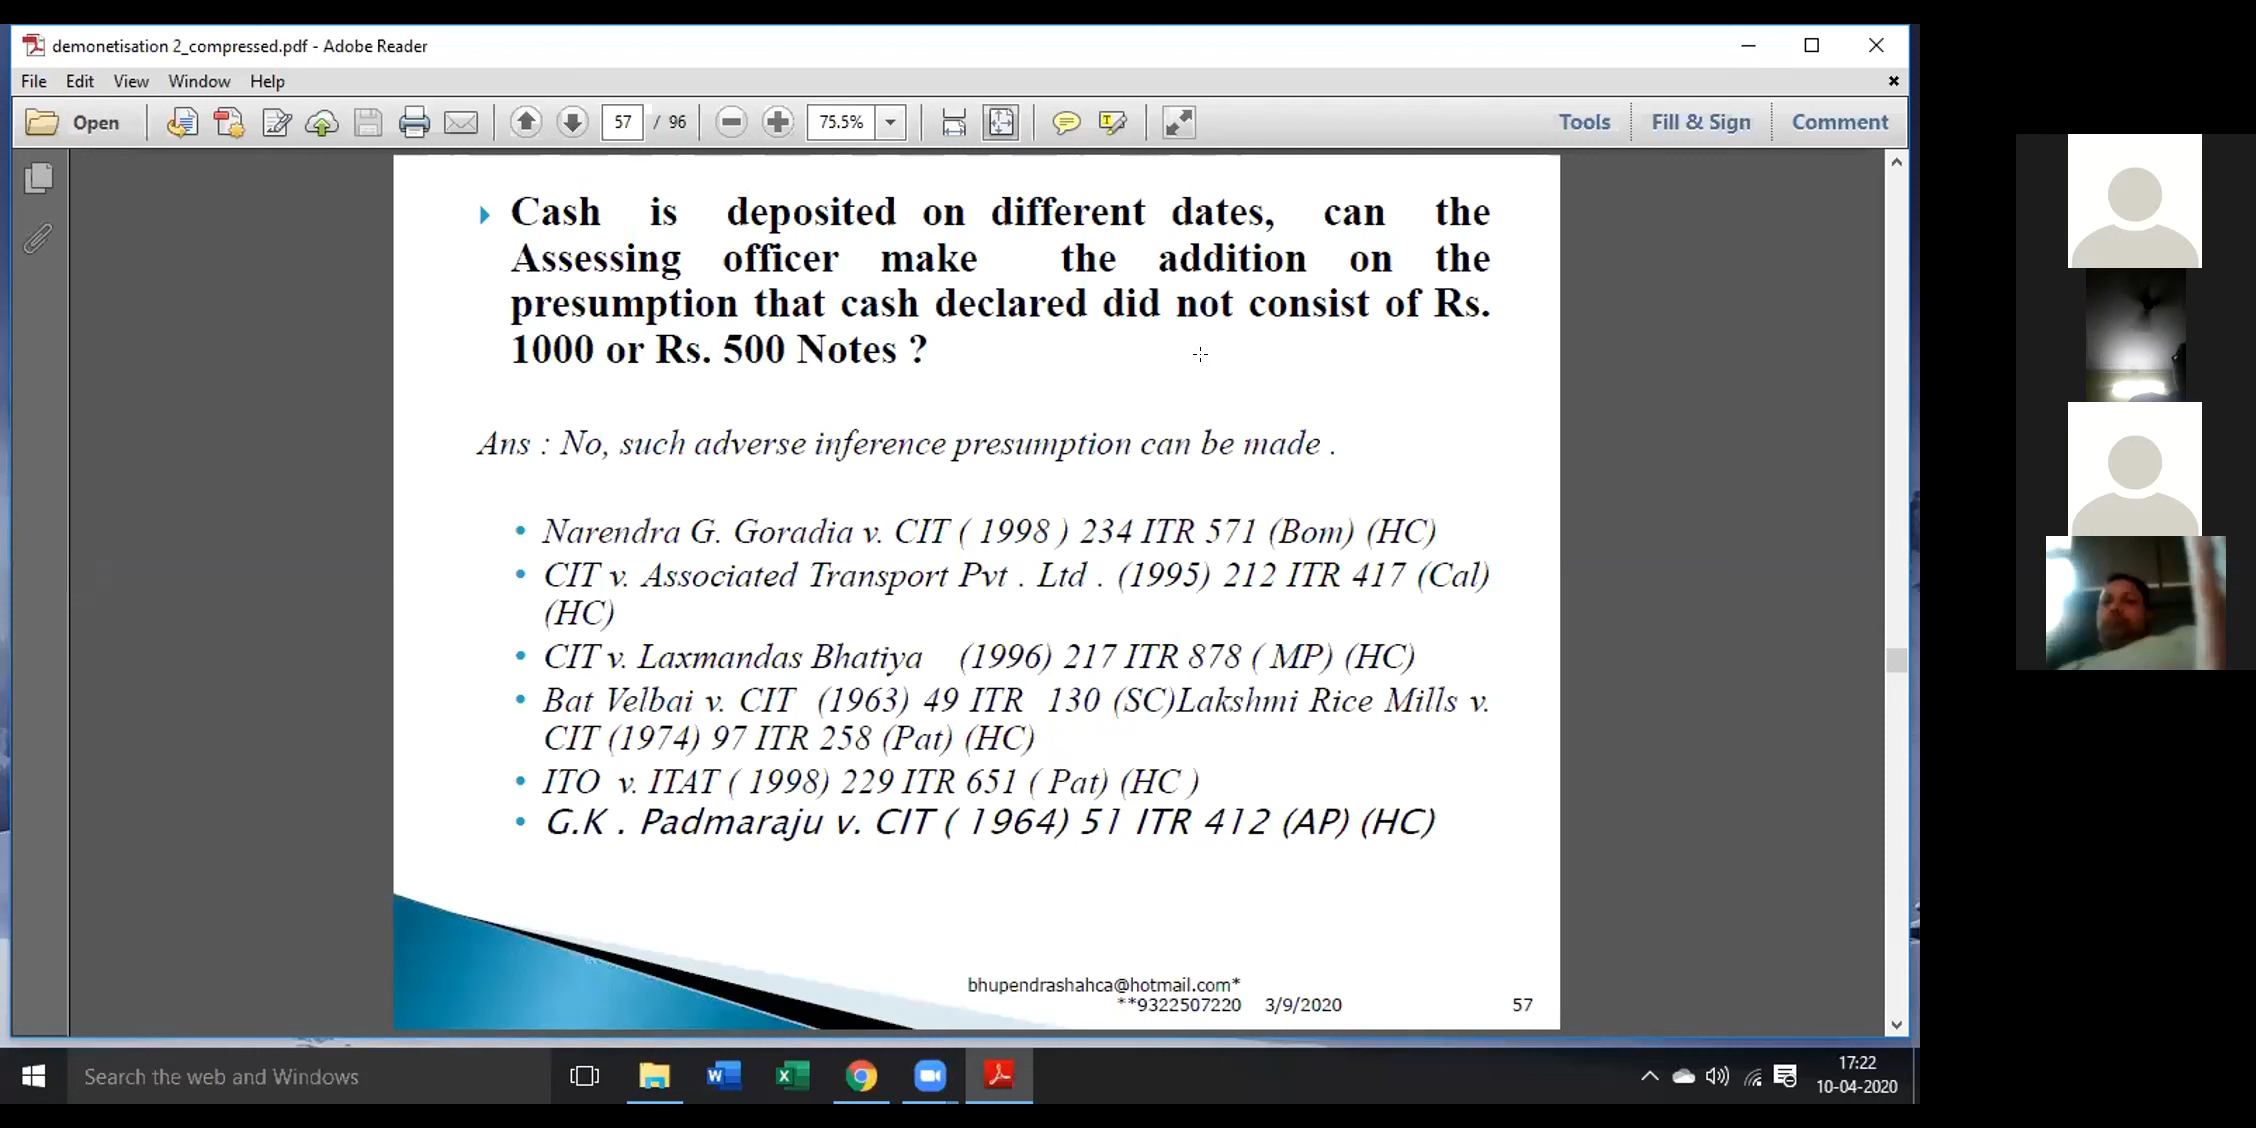 demonetisation 2_compressed.pdf - Adobe Reader
File Edit View Window Help
Open 57 / 96 75.5% Tools Fill & Sign Comment
Cash is deposited on different dates, can the
Assessing officer make the addition on the
presumption that cash declared did not consist of Rs.
1000 or Rs. 500 Notes ?
Ans : No, such adverse inference presumption can be made .
• Narendra G. Goradia v. CIT ( 1998 ) 234 ITR 571 (Bom) (HC)
• CIT v. Associated Transport Pvt . Ltd . (1995) 212 ITR 417 (Cal)
(HC)
• CIT v. Laxmandas Bhatiya (1996) 217 ITR 878 ( MP) (HC)
• Bat Velbai v. CIT (1963) 49 ITR 130 (SC)Lakshmi Rice Mills v.
CIT (1974) 97 ITR 258 (Pat) (HC)
• ITO v. ITAT ( 1998) 229 ITR 651 ( Pat) (HC )
• G.K . Padmaraju v. CIT ( 1964) 51 ITR 412 (AP) (HC)
bhupendrashahca@hotmail.com*
**9322507220 3/9/2020 57
Search the web and Windows
17:22
10-04-2020